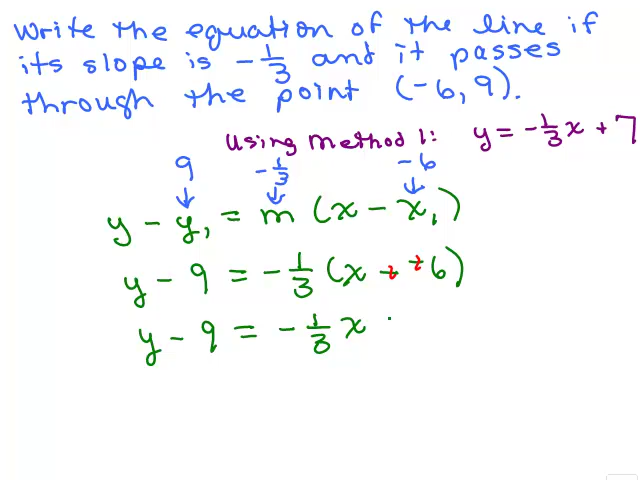 Write the equation of the line if
its slope is -1/3 and it passes
through the point (-6, 9).
Using Method 1: y = -1/3x + 7
9 -1/3 -6
↓ ↓ ↓
y - y₁ = m (x - x₁)
y - 9 = -1/3 (x + + 6)
y - 9 = -1/3 x